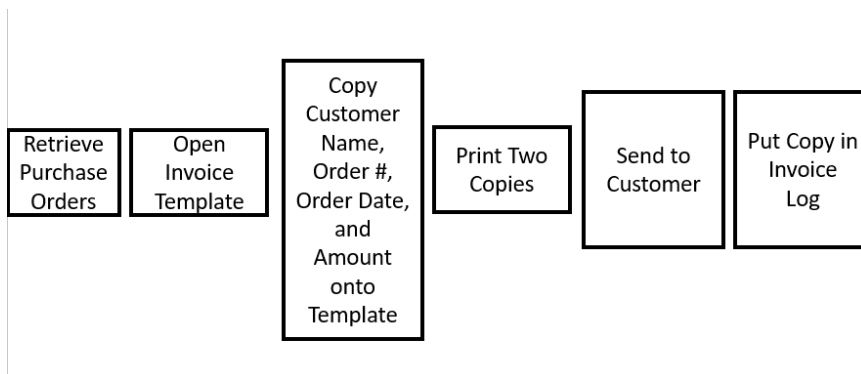 Retrieve
Purchase
Orders
Open
Invoice
Template
Copy
Customer
Name,
Order #,
Order Date,
and
Amount
onto
Template
Print Two
Copies
Send to
Customer
Put Copy in
Invoice
Log